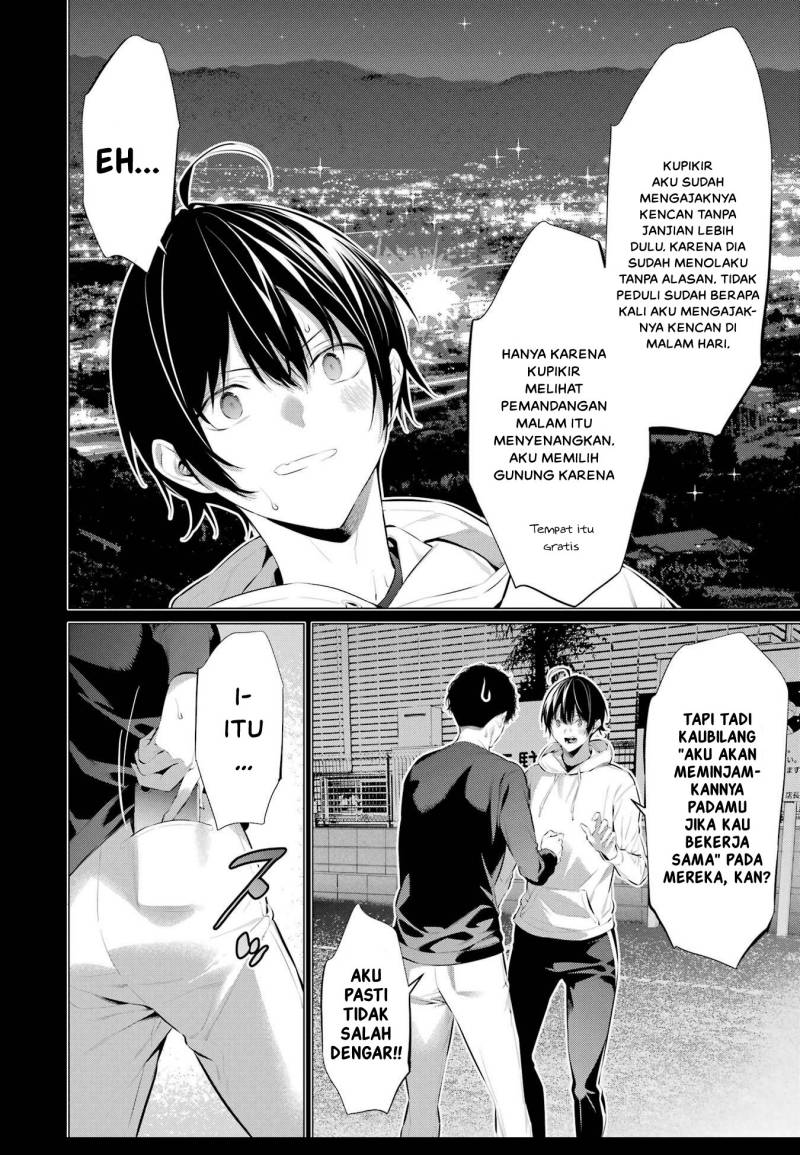 KUPIKIR
AKU SUDAH
MENGAJAKNYA
KENCAN TANPA
JANJIAN LEBIH
DULU, KARENA DIA
SUDAH MENOLAKU
TANPA ALASAN, TIDAK
PEDULI SUDAH BERAPA
KALI AKU MENGAJAK-
NYA KENCAN DI
MALAM HARI,
HANYA KARENA
KUPIKIR
MELIHAT
PEMANDANGAN
MALAM ITU
MENYENANGKAN,
AKU MEMILIH
GUNUNG KARENA
Tempat itu
Gratis
EH...
TAPI TADI
KAUBILANG
"AKU AKAN
MEMINJAM-
KANNYA
PADAMU
JIKA KAU
BEKERJA
SAMA" PADA
MEREKA, KAN?
AKU
PASTI
TIDAK
SALAH
DENGAR!!
I-
ITU
...